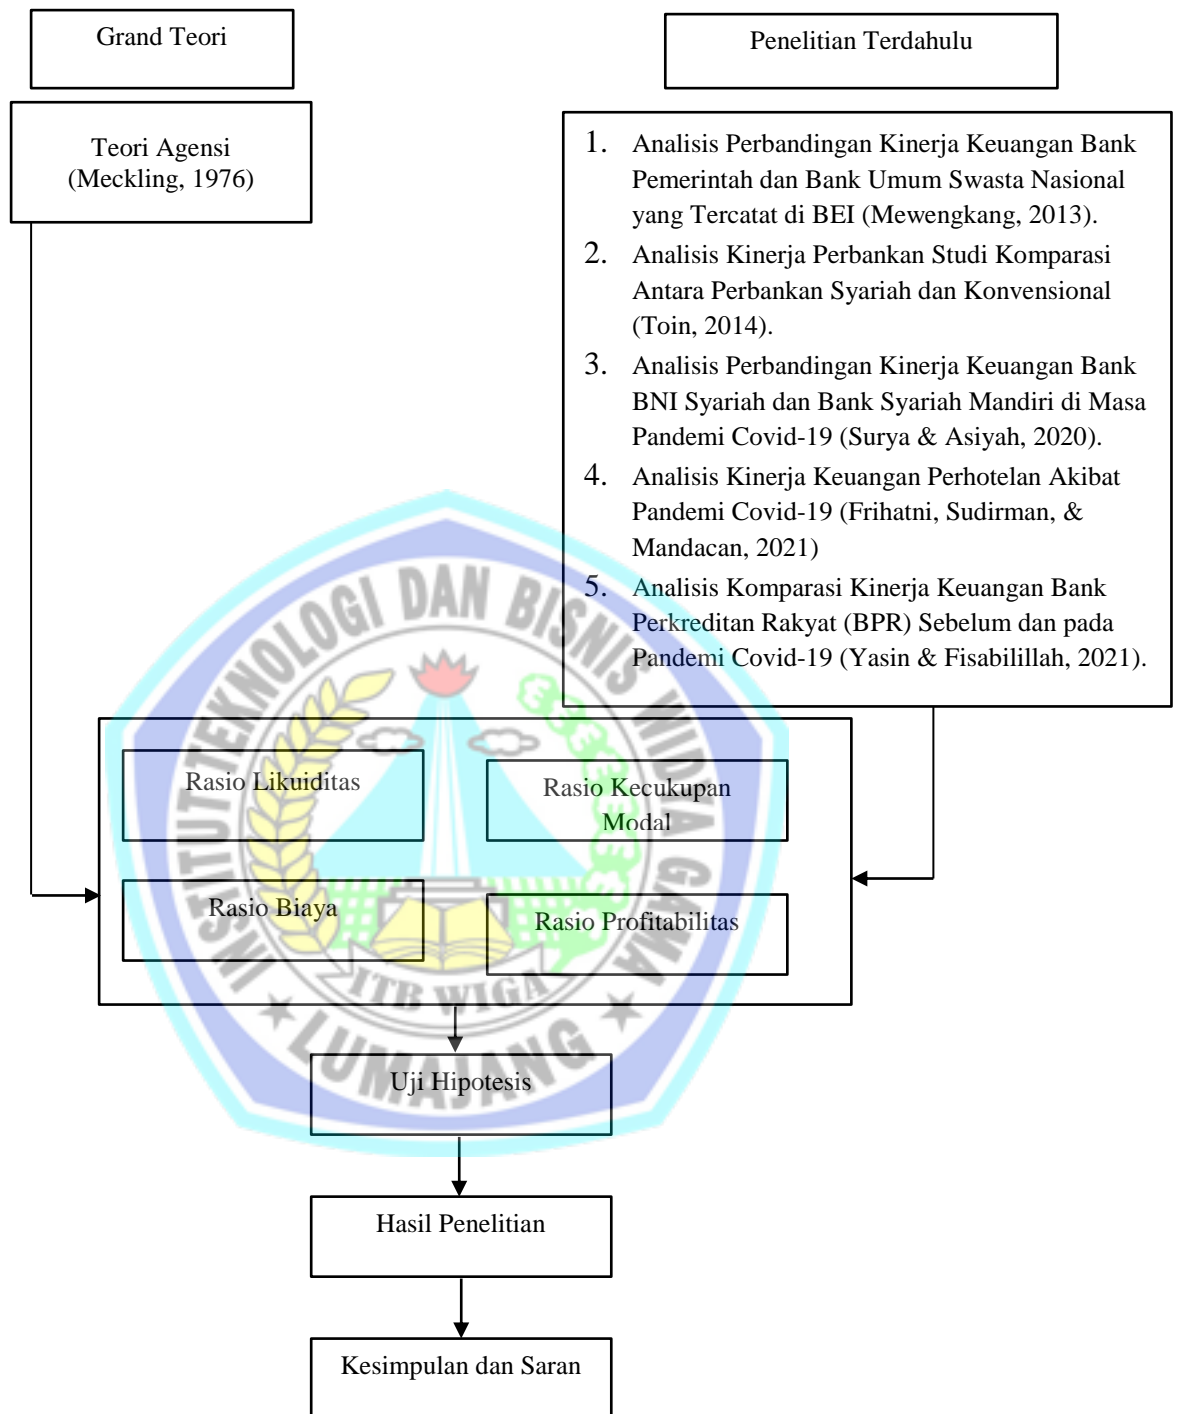 Grand Teori
Penelitian Terdahulu
Teori Agensi
(Meckling, 1976)
1. Analisis Perbandingan Kinerja Keuangan Bank
Pemerintah dan Bank Umum Swasta Nasional
yang Tercatat di BEI (Mewengkang, 2013).
2. Analisis Kinerja Perbankan Studi Komparasi
Antara Perbankan Syariah dan Konvensional
(Toin, 2014).
3. Analisis Perbandingan Kinerja Keuangan Bank
BNI Syariah dan Bank Syariah Mandiri di Masa
Pandemi Covid-19 (Surya & Asiyah, 2020).
4. Analisis Kinerja Keuangan Perhotelan Akibat
Pandemi Covid-19 (Frihatni, Sudirman, &
Mandacan, 2021)
5. Analisis Komparasi Kinerja Keuangan Bank
Perkreditan Rakyat (BPR) Sebelum dan pada
Pandemi Covid-19 (Yasin & Fisabilillah, 2021).
Rasio Likuiditas
Rasio Kecukupan
Modal
Rasio Biaya
Rasio Profitabilitas
Uji Hipotesis
Hasil Penelitian
Kesimpulan dan Saran
INSTITUT TEKNOLOGI DAN BISNIS WIDYA GAMA
ITB WIGA
LUMAJANG